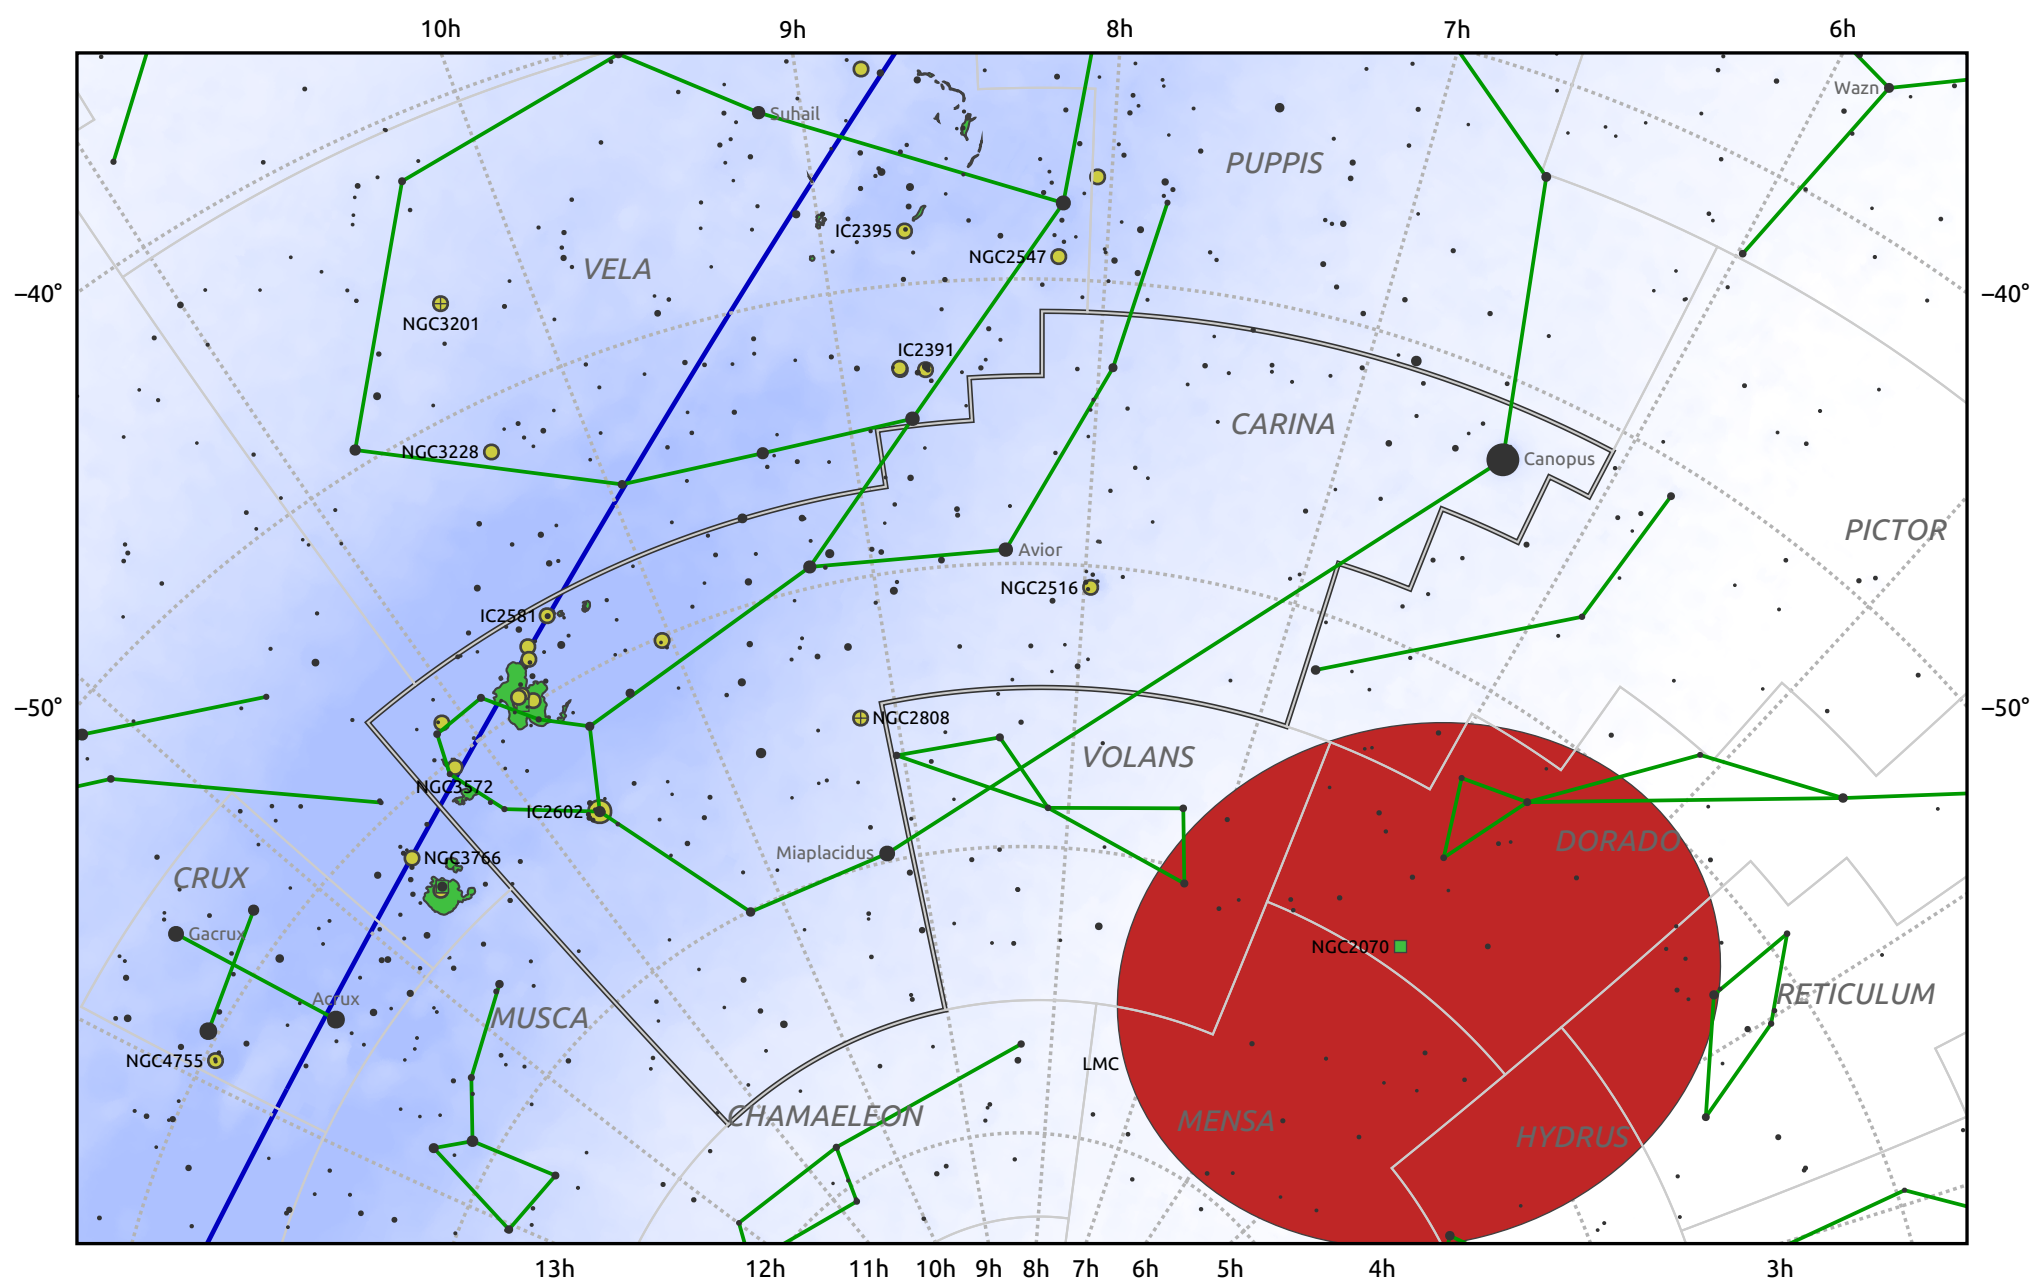 10h
9h
8h
7h
6h
Wazn
Suhail
PUPPIS
IC2395
NGC2547
VELA
−40°
−40°
NGC3201
IC2391
CARINA
NGC3228
Canopus
PICTOR
Avior
NGC2516
IC2581
−50°
−50°
NGC2808
VOLANS
NGC3572
IC2602
DORADO
Miaplacidus
NGC3766
CRUX
Gacrux
NGC2070
RETICULUM
Acrux
MUSCA
NGC4755
LMC
CHAMAELEON
MENSA
HYDRUS
13h
12h
11h
10h
9h
8h
7h
6h
5h
4h
3h